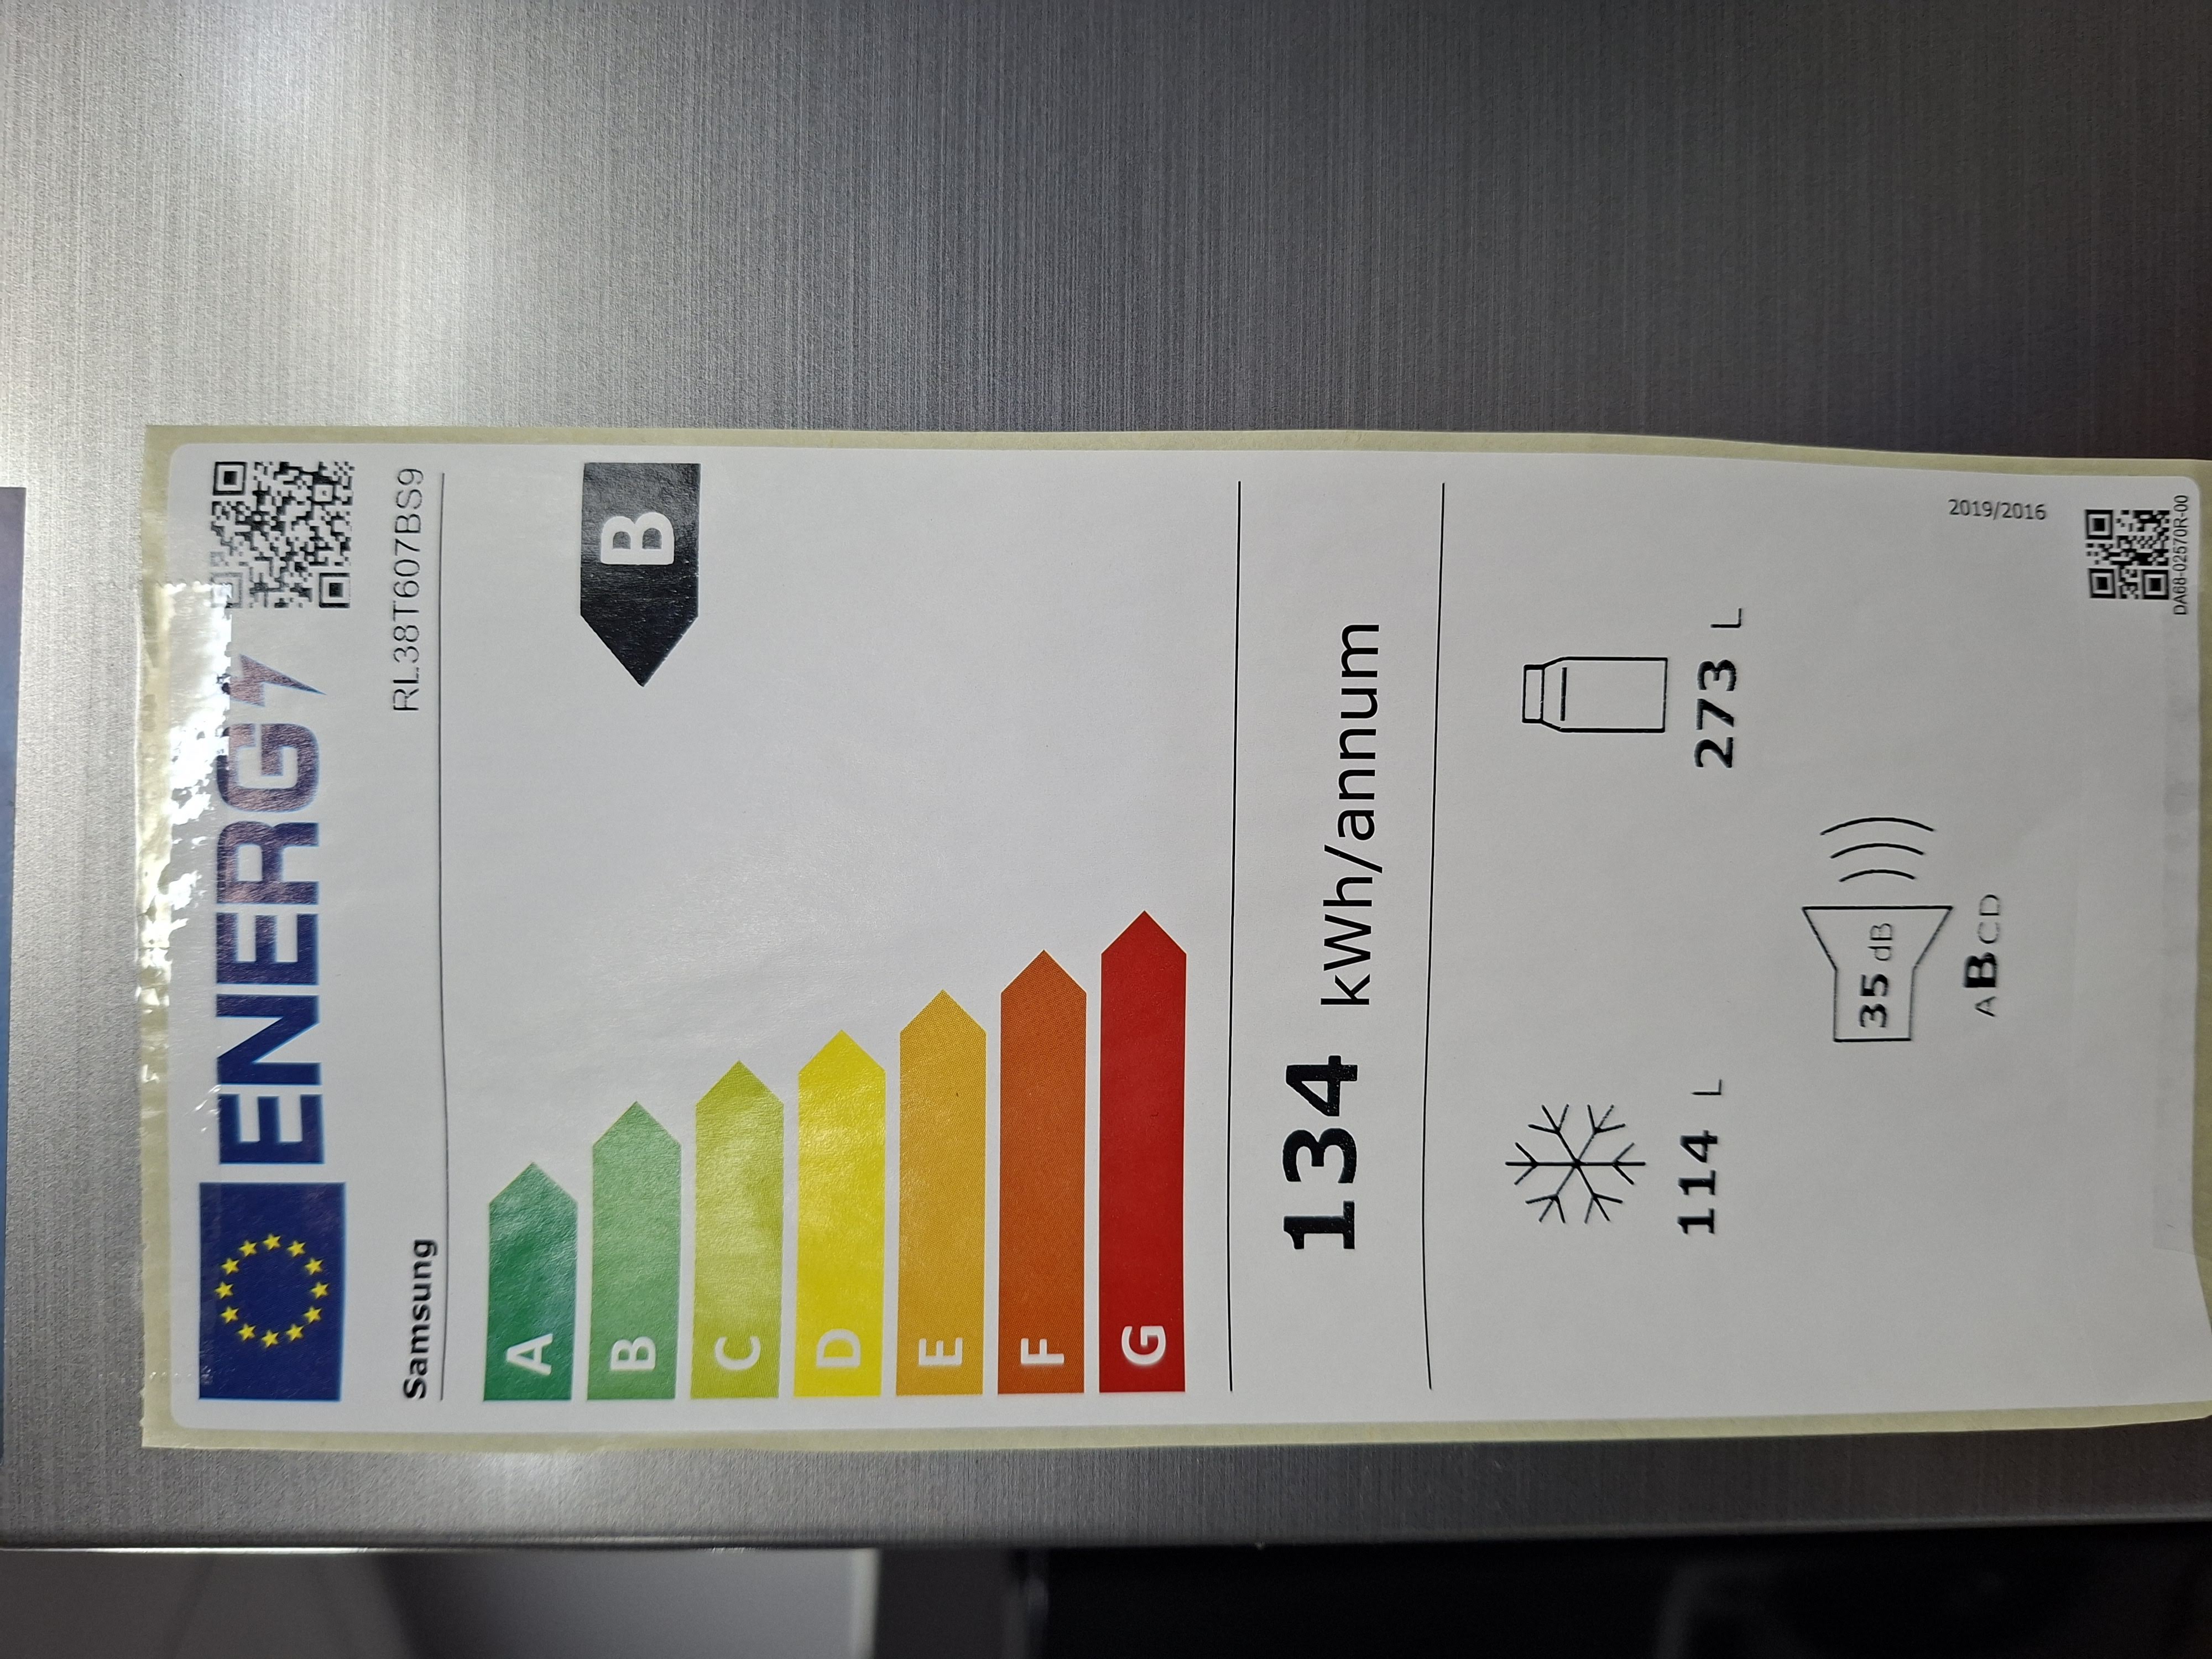 ENERG
Samsung RL38T607BS9
A
B
B
C
D
E
F
G
134 kWh/annum
114 L 273 L
35 dB
ABCD
2019/2016
DA68-02570R-00